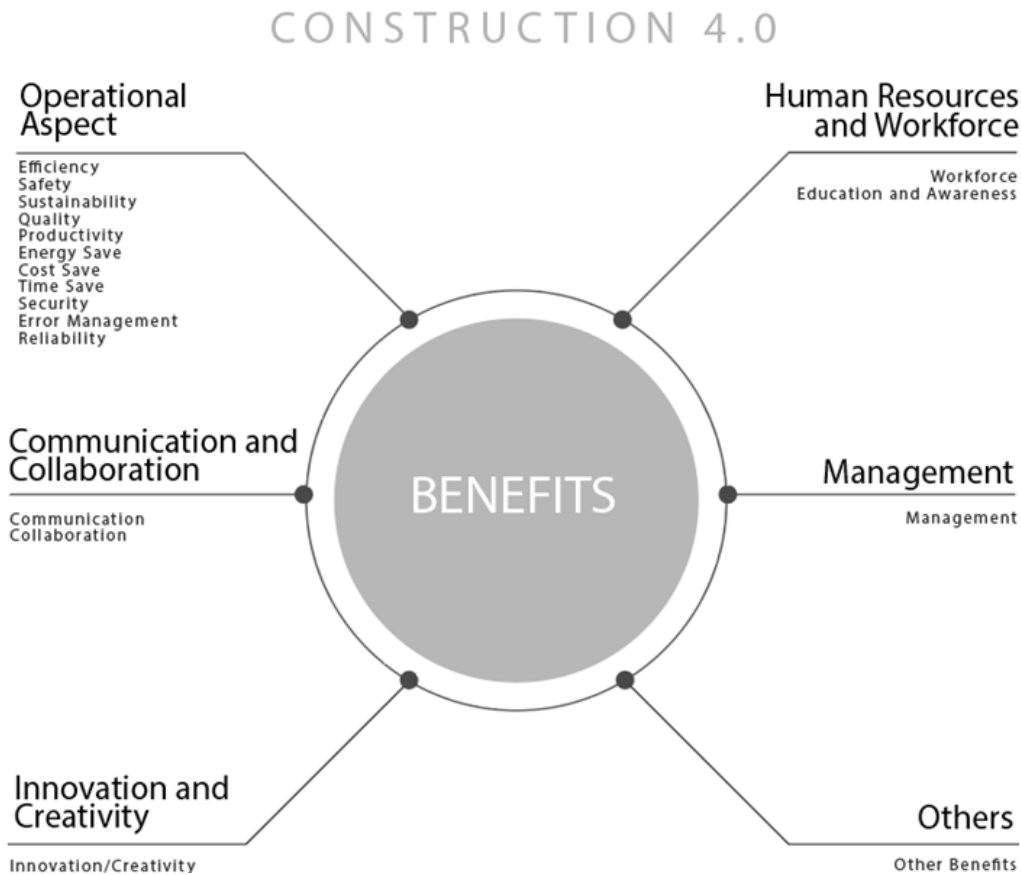 CONSTRUCTION 4.0
Operational
Aspect
Efficiency
Safety
Sustainability
Quality
Productivity
Energy Save
Cost Save
Time Save
Security
Error Management
Reliability
Human Resources
and Workforce
Workforce
Education and Awareness
Communication and
Collaboration
Communication
Collaboration
BENEFITS
Management
Management
Innovation and
Creativity
Innovation/Creativity
Others
Other Benefits